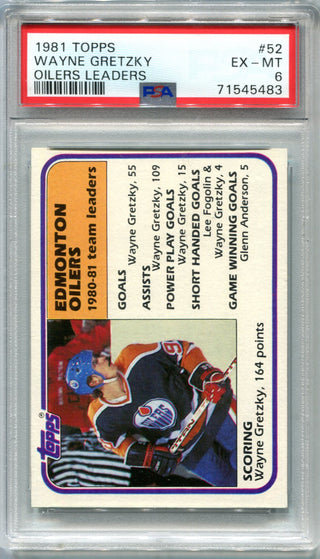 1981 TOPPS #52
WAYNE GRETZKY EX - MT
OILERS LEADERS 6
PSA 71545483
EDMONTON
OILERS
1980-81 team leaders
GOALS
Wayne Gretzky, 55
ASSISTS
Wayne Gretzky, 109
POWER PLAY GOALS
Wayne Gretzky, 15
SHORT HANDED GOALS
Lee Fogolin &
Wayne Gretzky, 4
GAME WINNING GOALS
Glenn Anderson, 5
topps®
OILERS
SCORING
Wayne Gretzky, 164 points